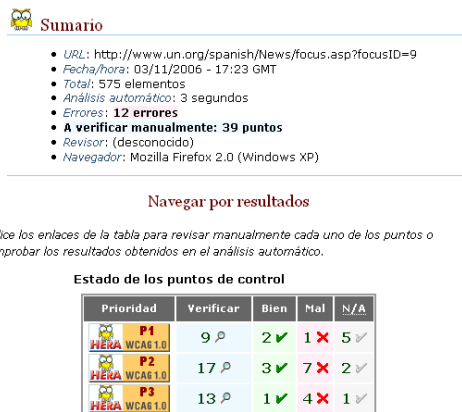 Sumario
URL: http://www.un.org/spanish/News/focus.asp?focusID=9
Fecha/hora: 03/11/2006 - 17:23 GMT
Total: 575 elementos
Análisis automático: 3 segundos
Errores: 12 errores
A verificar manualmente: 39 puntos
Revisor: (desconocido)
Navegador: Mozilla Firefox 2.0 (Windows XP)
Navegar por resultados
lice los enlaces de la tabla para revisar manualmente cada uno de los puntos o
mprobar los resultados obtenidos en el análisis automático.
Estado de los puntos de control
Prioridad Verificar Bien Mal N/A
HERA P1 WCAG 1.0 9 2 1 5
HERA P2 WCAG 1.0 17 3 7 2
HERA P3 WCAG 1.0 13 1 4 1